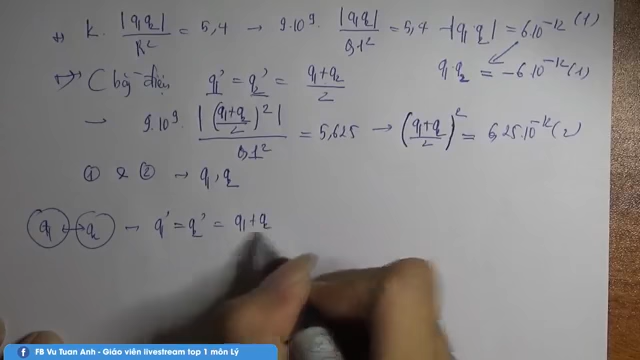 +) k. |q₁q₂| / R² = 5,4 → 9.10⁹. |q₁q₂| / 0,1² = 5,4 → |q₁.q₂| = 6.10⁻¹² (1)
q₁.q₂ = -6.10⁻¹² (1)
q₁' = q₂' = (q₁+q₂) / 2
→ 9.10⁹. |((q₁+q₂)/2)²| / 0,1² = 5,625 → ((q₁+q₂)/2)² = 6,25.10⁻¹² (2)
① & ② → q₁, q₂
q₁ ↔ q₂ → q₁' = q₂' = q₁+q₂
FB Vu Tuan Anh - Giáo viên livestream top 1 môn Lý